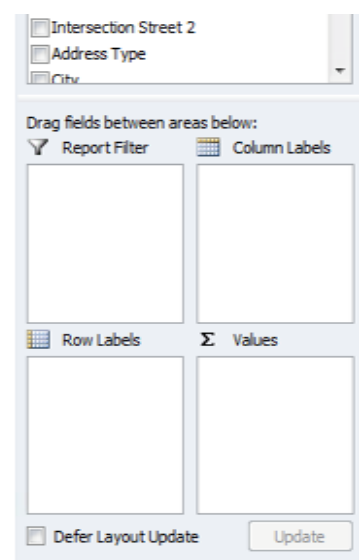 Intersection Street 2
Address Type
City
Drag fields between areas below:
Report Filter
Column Labels
Row Labels
Σ Values
Defer Layout Update
Update